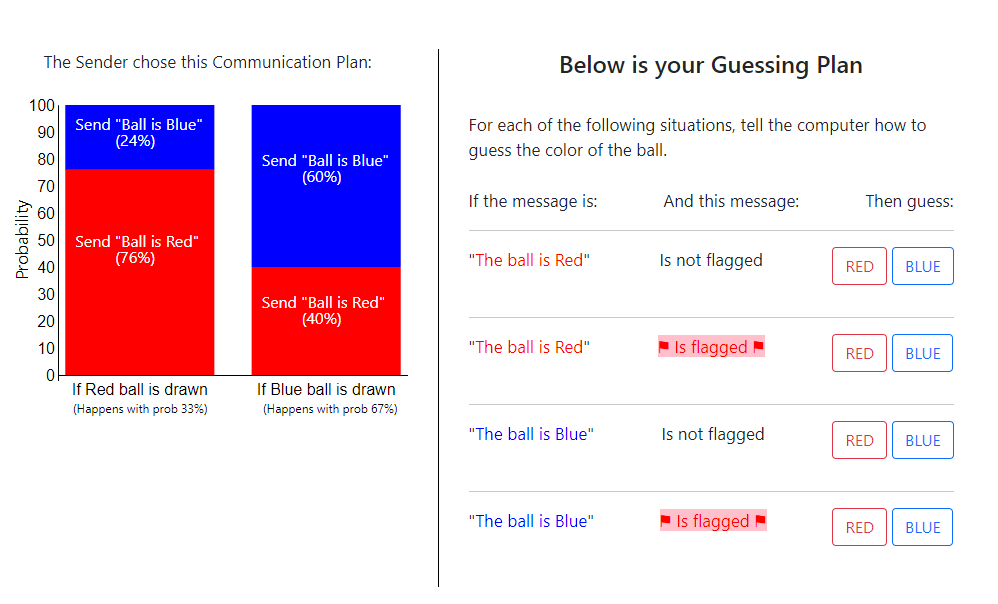 The Sender chose this Communication Plan:
100
90
80
70
60
50
40
30
20
10
0
Probability
Send "Ball is Blue"
(24%)
Send "Ball is Red"
(76%)
Send "Ball is Blue"
(60%)
Send "Ball is Red"
(40%)
If Red ball is drawn
(Happens with prob 33%)
If Blue ball is drawn
(Happens with prob 67%)
Below is your Guessing Plan
For each of the following situations, tell the computer how to
guess the color of the ball.
If the message is: And this message: Then guess:
"The ball is Red" Is not flagged RED BLUE
"The ball is Red" ⚑ Is flagged ⚑ RED BLUE
"The ball is Blue" Is not flagged RED BLUE
"The ball is Blue" ⚑ Is flagged ⚑ RED BLUE